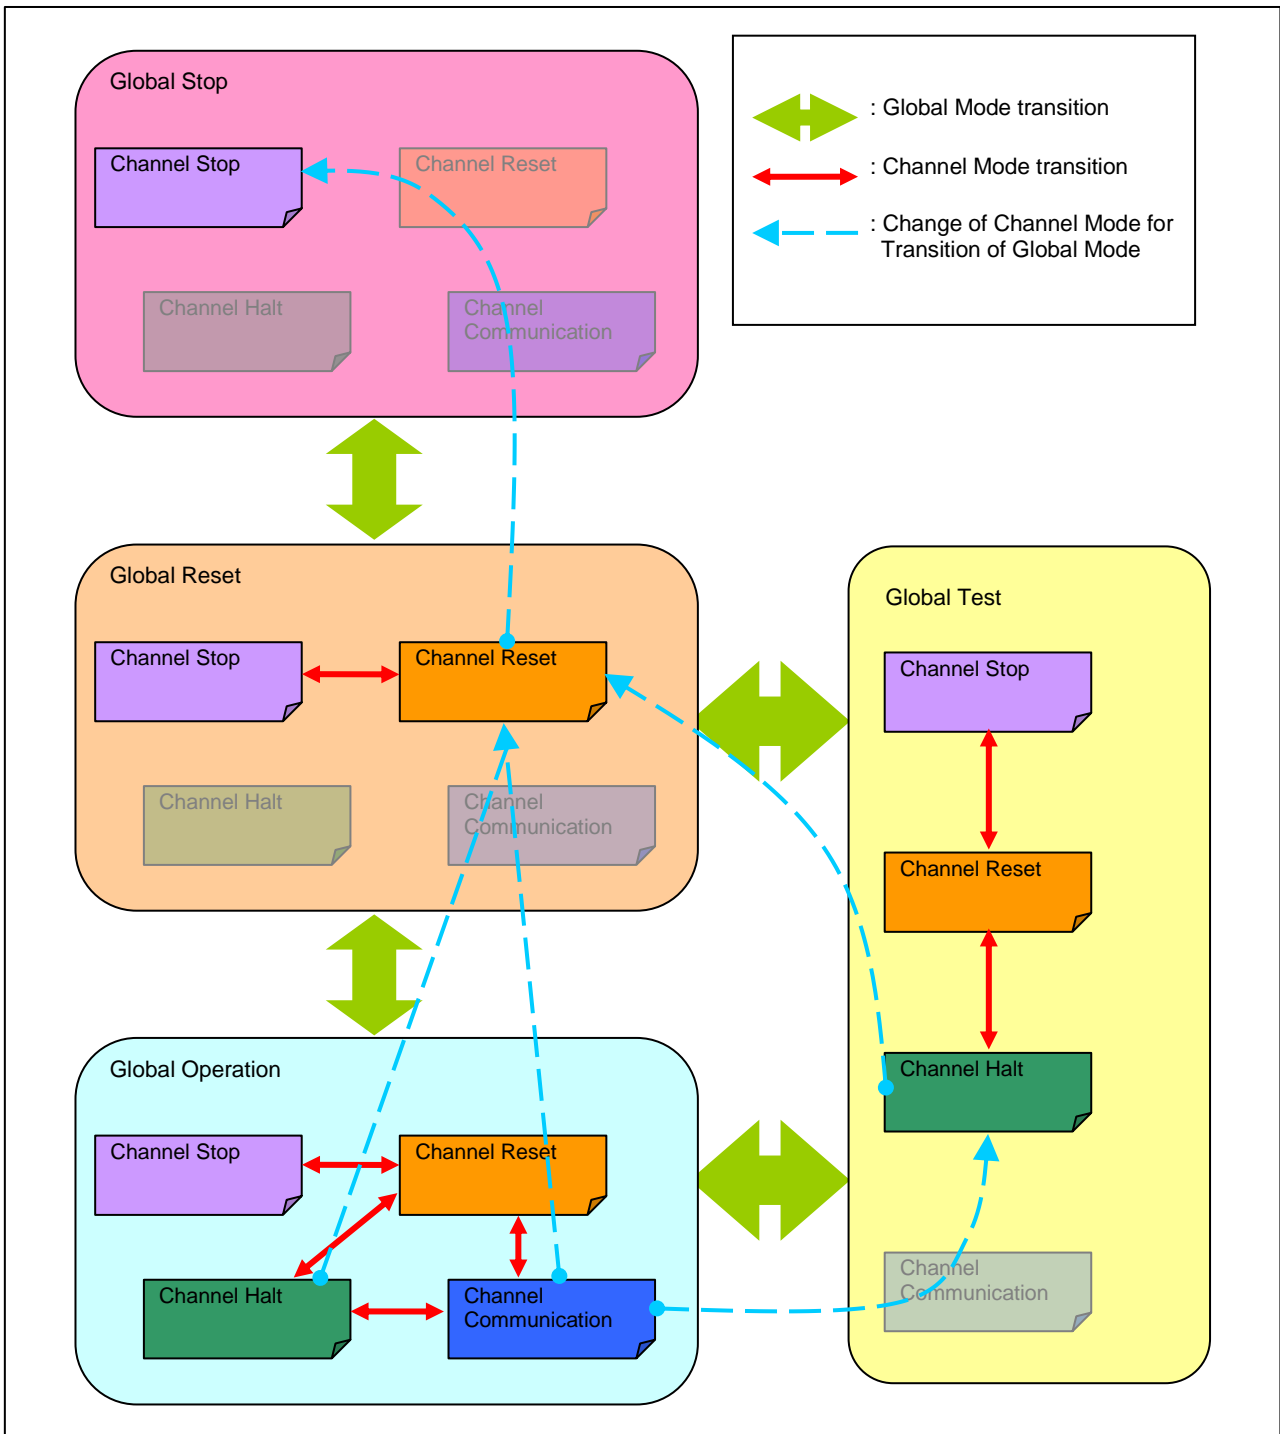 Global Stop
Channel Stop
Channel Reset
Channel Halt
Channel
Communication
: Global Mode transition
: Channel Mode transition
: Change of Channel Mode for
Transition of Global Mode
Global Reset
Channel Stop
Channel Reset
Channel Halt
Channel
Communication
Global Operation
Channel Stop
Channel Reset
Channel Halt
Channel
Communication
Global Test
Channel Stop
Channel Reset
Channel Halt
Channel
Communication